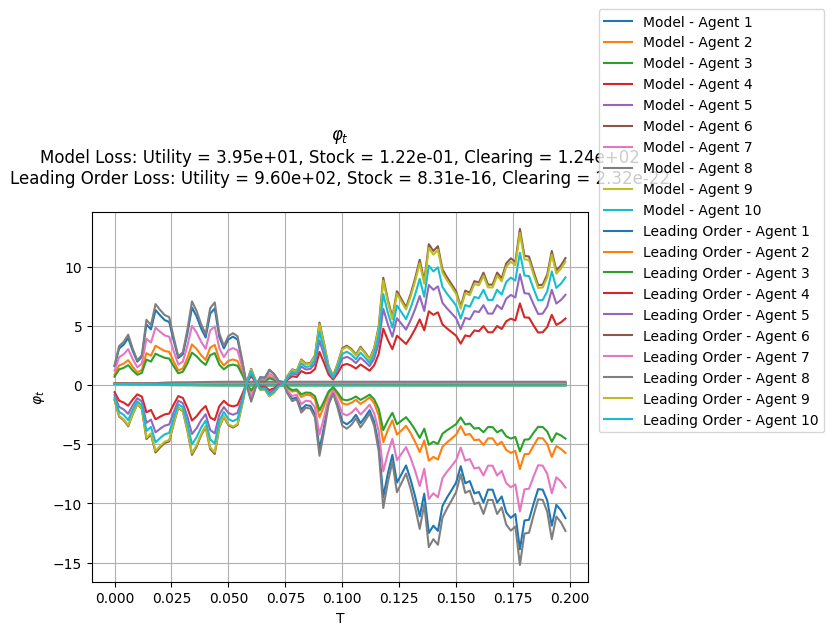 φt
Model Loss: Utility = 3.95e+01, Stock = 1.22e-01, Clearing = 1.24e+02
Leading Order Loss: Utility = 9.60e+02, Stock = 8.31e-16, Clearing = 2.32e-22
Model - Agent 1
Model - Agent 2
Model - Agent 3
Model - Agent 4
Model - Agent 5
Model - Agent 6
Model - Agent 7
Model - Agent 8
Model - Agent 9
Model - Agent 10
Leading Order - Agent 1
Leading Order - Agent 2
Leading Order - Agent 3
Leading Order - Agent 4
Leading Order - Agent 5
Leading Order - Agent 6
Leading Order - Agent 7
Leading Order - Agent 8
Leading Order - Agent 9
Leading Order - Agent 10
φt
10
5
0
−5
−10
−15
0.000 0.025 0.050 0.075 0.100 0.125 0.150 0.175 0.200
T